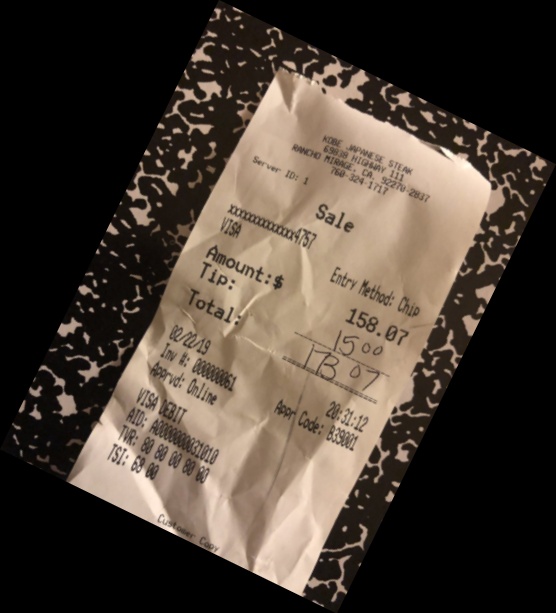 KOBE JAPANESE STEAK
69838 HIGHWAY 111
RANCHO MIRAGE, CA. 92270-2837
760-324-1717
Server ID: 1
Sale
xxxxxxxxxxxx4757
VISA
Entry Method: Chip
Amount:$ 158.07
Tip: 15 00
Total: 173 07
02/22/19 20:31:12
Inv #: 000000061 Appr Code: B39001
Apprvd: Online
VISA DEBIT
AID: A0000000031010
TVR: 80 80 00 80 00
TSI: 68 00
Customer Copy